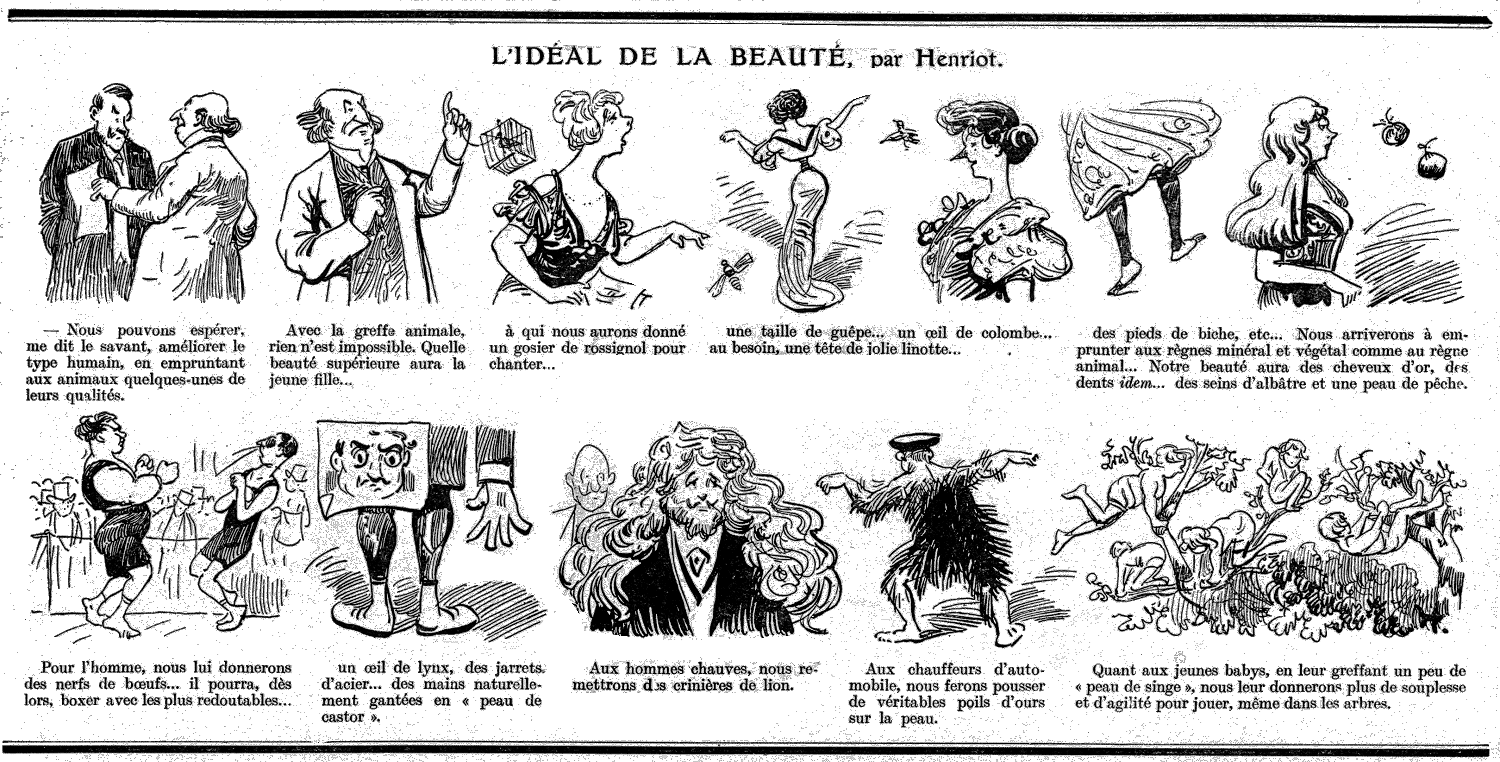 L'IDÉAL DE LA BEAUTÉ, par Henriot.
— Nous pouvons espérer,
me dit le savant, améliorer le
type humain, en empruntant
aux animaux quelques-unes de
leurs qualités.
Avec la greffe animale,
rien n'est impossible. Quelle
beauté supérieure aura la
jeune fille...
à qui nous aurons donné
un gosier de rossignol pour
chanter...
une taille de guêpe... un œil de colombe...
au besoin, une tête de jolie linotte...
des pieds de biche, etc... Nous arriverons à em-
prunter aux règnes minéral et végétal comme au règne
animal... Notre beauté aura des cheveux d'or, des
dents idem... des seins d'albâtre et une peau de pêche.
Pour l'homme, nous lui donnerons
des nerfs de bœufs... il pourra, dès
lors, boxer avec les plus redoutables...
un œil de lynx, des jarrets
d'acier... des mains naturelle-
ment gantées en « peau de
castor ».
Aux hommes chauves, nous re-
mettrons des crinières de lion.
Aux chauffeurs d'auto-
mobile, nous ferons pousser
de véritables poils d'ours
sur la peau.
Quant aux jeunes babys, en leur greffant un peu de
« peau de singe », nous leur donnerons plus de souplesse
et d'agilité pour jouer, même dans les arbres.